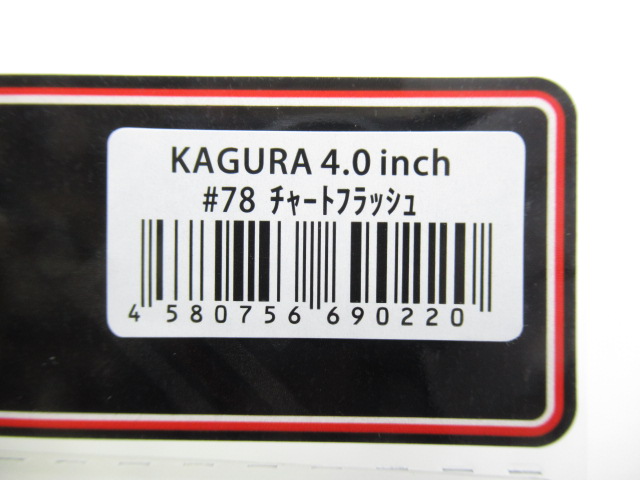 KAGURA 4.0 inch
#78 ﾁｬｰﾄﾌﾗｯｼｭ
4 580756 690220